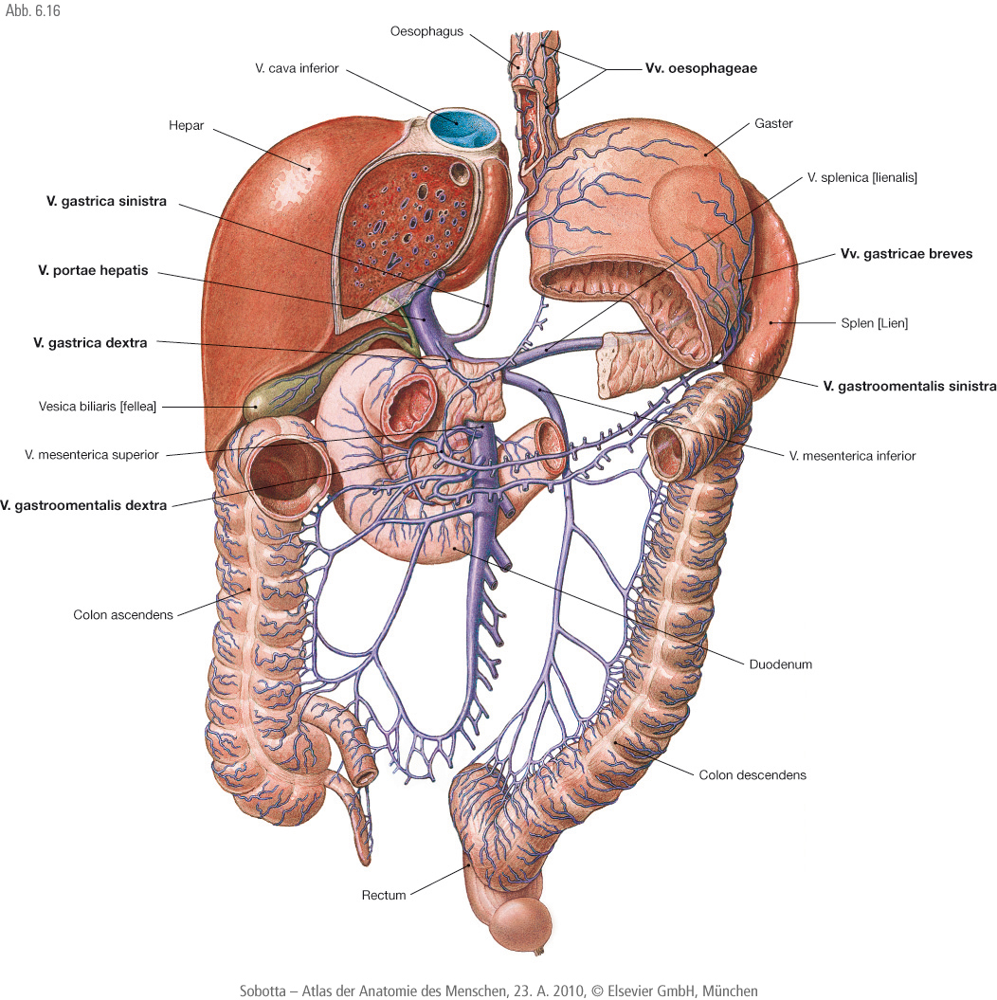 Abb. 6.16
Oesophagus
V. cava inferior
Vv. oesophageae
Hepar
Gaster
V. splenica [lienalis]
V. gastrica sinistra
Vv. gastricae breves
V. portae hepatis
Splen [Lien]
V. gastrica dextra
V. gastroomentalis sinistra
Vesica biliaris [fellea]
V. mesenterica superior
V. mesenterica inferior
V. gastroomentalis dextra
Colon ascendens
Duodenum
Colon descendens
Rectum
Sobotta – Atlas der Anatomie des Menschen, 23. A. 2010, © Elsevier GmbH, München